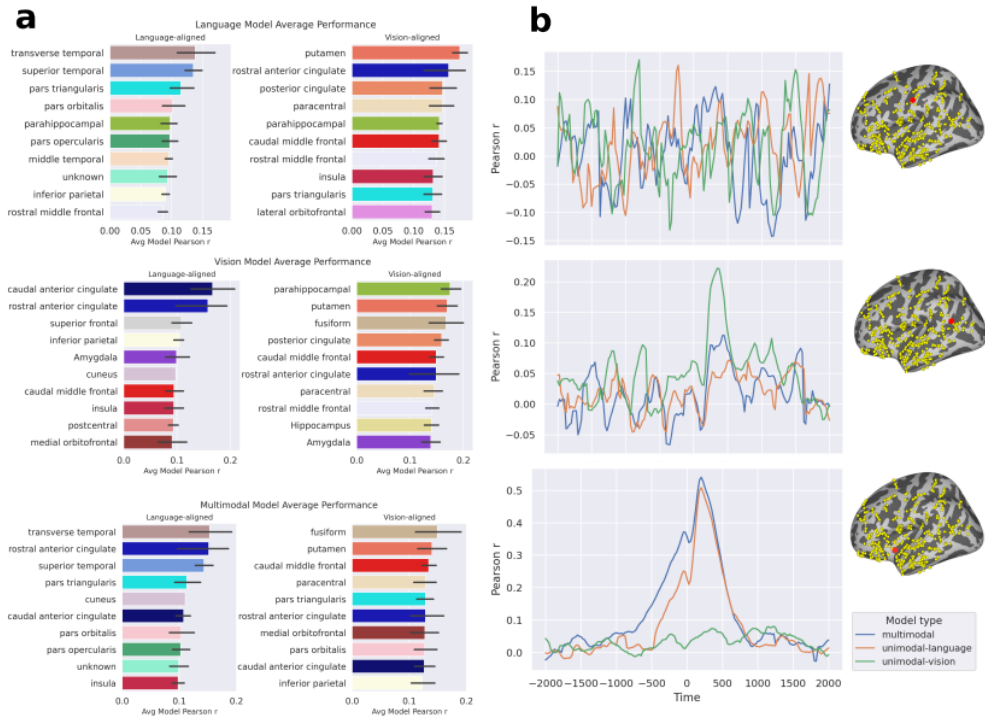 a
Language Model Average Performance
Language-aligned
transverse temporal
superior temporal
pars triangularis
pars orbitalis
parahippocampal
pars opercularis
middle temporal
unknown
inferior parietal
rostral middle frontal
0.00 0.05 0.10 0.15
Avg Model Pearson r
Vision-aligned
putamen
rostral anterior cingulate
posterior cingulate
paracentral
parahippocampal
caudal middle frontal
rostral middle frontal
insula
pars triangularis
lateral orbitofrontal
0.00 0.05 0.10 0.15
Avg Model Pearson r
Vision Model Average Performance
Language-aligned
caudal anterior cingulate
rostral anterior cingulate
superior frontal
inferior parietal
Amygdala
cuneus
caudal middle frontal
insula
postcentral
medial orbitofrontal
0.0 0.1 0.2
Avg Model Pearson r
Vision-aligned
parahippocampal
putamen
fusiform
posterior cingulate
caudal middle frontal
rostral anterior cingulate
paracentral
rostral middle frontal
Hippocampus
Amygdala
0.0 0.1 0.2
Avg Model Pearson r
Multimodal Model Average Performance
Language-aligned
transverse temporal
rostral anterior cingulate
superior temporal
pars triangularis
cuneus
caudal anterior cingulate
pars orbitalis
pars opercularis
unknown
insula
0.0 0.1 0.2
Avg Model Pearson r
Vision-aligned
fusiform
putamen
caudal middle frontal
paracentral
pars triangularis
rostral anterior cingulate
medial orbitofrontal
pars orbitalis
caudal anterior cingulate
inferior parietal
0.0 0.1 0.2
Avg Model Pearson r
b
Pearson r
0.15
0.10
0.05
0.00
−0.05
−0.10
−0.15
Pearson r
0.20
0.15
0.10
0.05
0.00
−0.05
Pearson r
0.5
0.4
0.3
0.2
0.1
0.0
−2000 −1500 −1000 −500 0 500 1000 1500 2000
Time
Model type
multimodal
unimodal-language
unimodal-vision